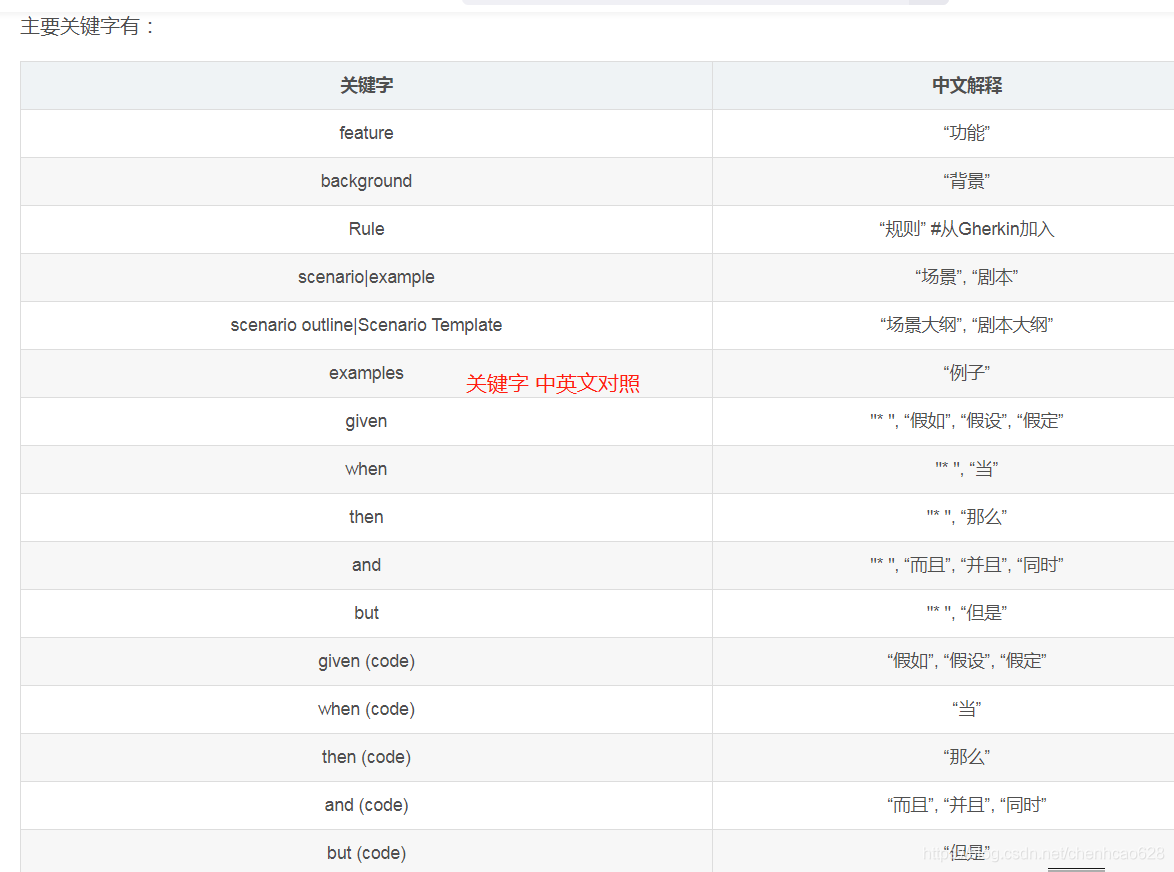 主要关键字有：
关键字 中文解释
feature “功能”
background “背景”
Rule “规则” #从Gherkin加入
scenario|example “场景”, “剧本”
scenario outline|Scenario Template “场景大纲”, “剧本大纲”
examples “例子”
关键字 中英文对照
given "* ", “假如”, “假设”, “假定”
when "* ", “当”
then "* ", “那么”
and "* ", “而且”, “并且”, “同时”
but "* ", “但是”
given (code) “假如”, “假设”, “假定”
when (code) “当”
then (code) “那么”
and (code) “而且”, “并且”, “同时”
but (code) “但是”
csdn.net/chenhcao628